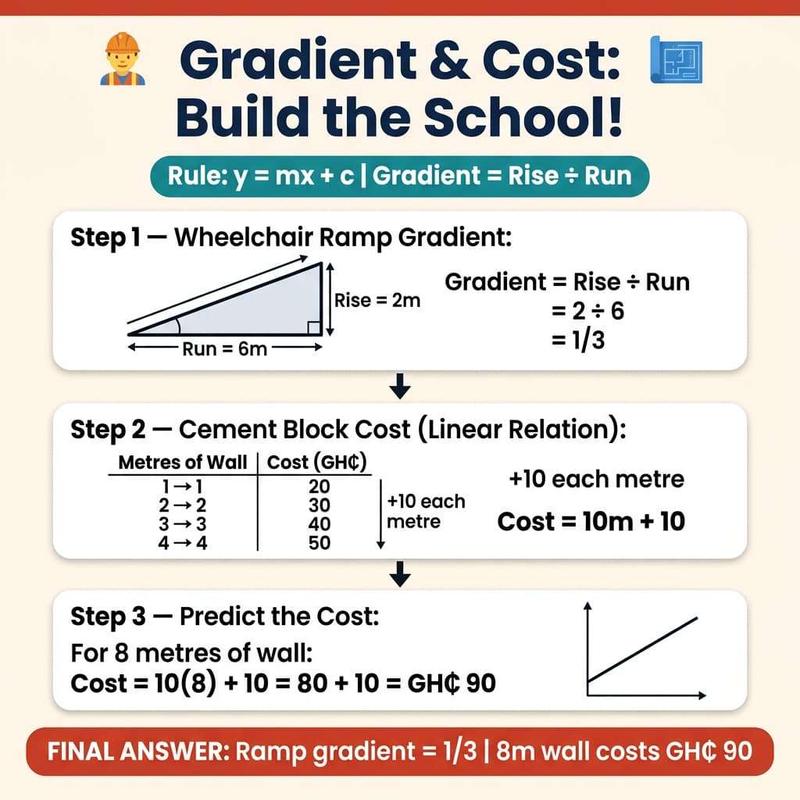 Gradient & Cost:
Build the School!
Rule: y = mx + c | Gradient = Rise ÷ Run
Step 1 — Wheelchair Ramp Gradient:
Rise = 2m
Run = 6m
Gradient = Rise ÷ Run
= 2 ÷ 6
= 1/3
Step 2 — Cement Block Cost (Linear Relation):
Metres of Wall | Cost (GH₵)
1 → 1 20
2 → 2 30
3 → 3 40
4 → 4 50
+10 each
metre
+10 each metre
Cost = 10m + 10
Step 3 — Predict the Cost:
For 8 metres of wall:
Cost = 10(8) + 10 = 80 + 10 = GH₵ 90
FINAL ANSWER: Ramp gradient = 1/3 | 8m wall costs GH₵ 90